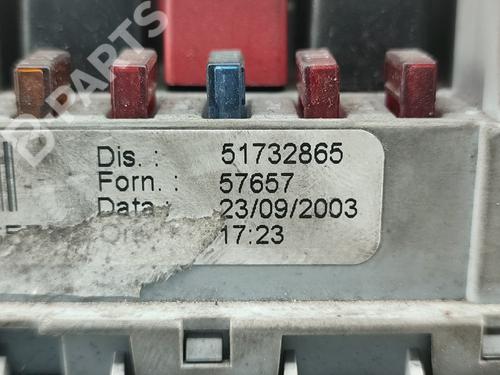 Dis. : 51732865
Forn. : 57657
Data : 23/09/2003
17:23